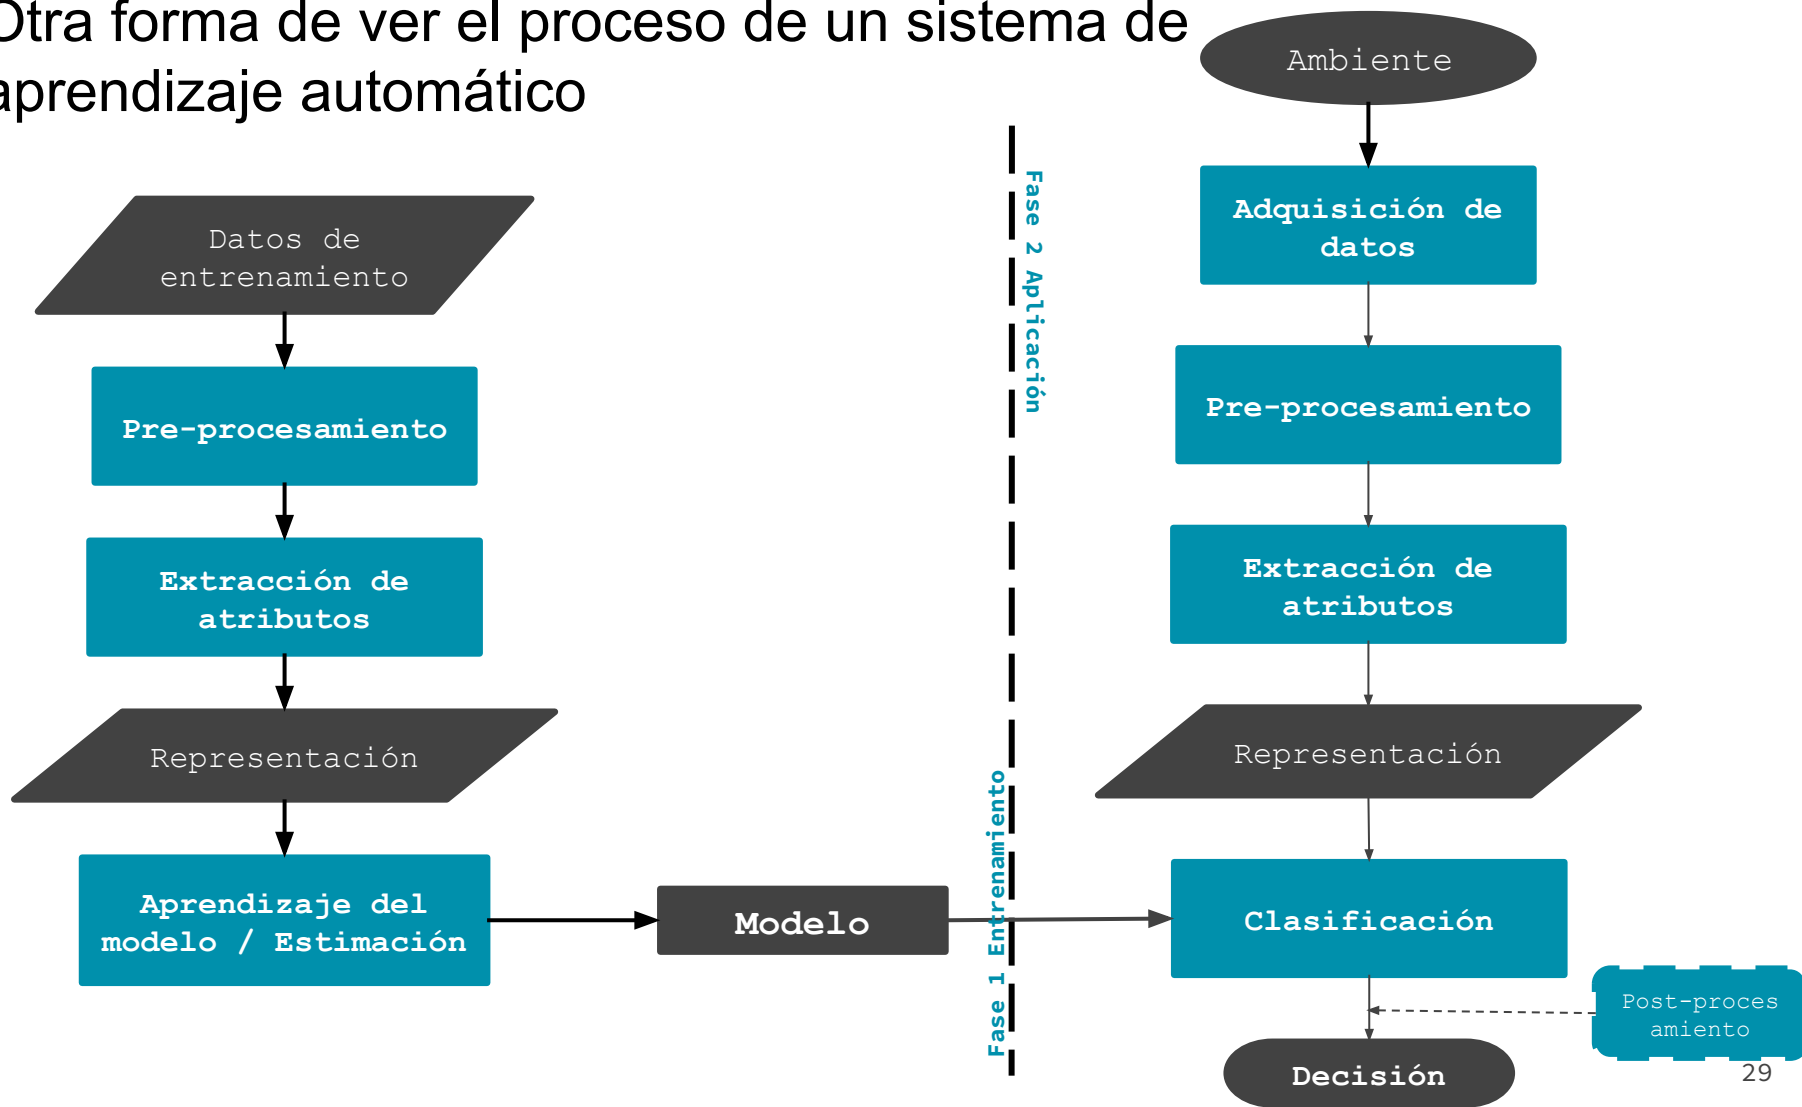 Otra forma de ver el proceso de un sistema de
aprendizaje automático
Datos de
entrenamiento
Pre-procesamiento
Extracción de
atributos
Representación
Aprendizaje del
modelo / Estimación
Modelo
Fase 1 Entrenamiento
Fase 2 Aplicación
Ambiente
Adquisición de
datos
Pre-procesamiento
Extracción de
atributos
Representación
Clasificación
Post-proces
amiento
Decisión
29